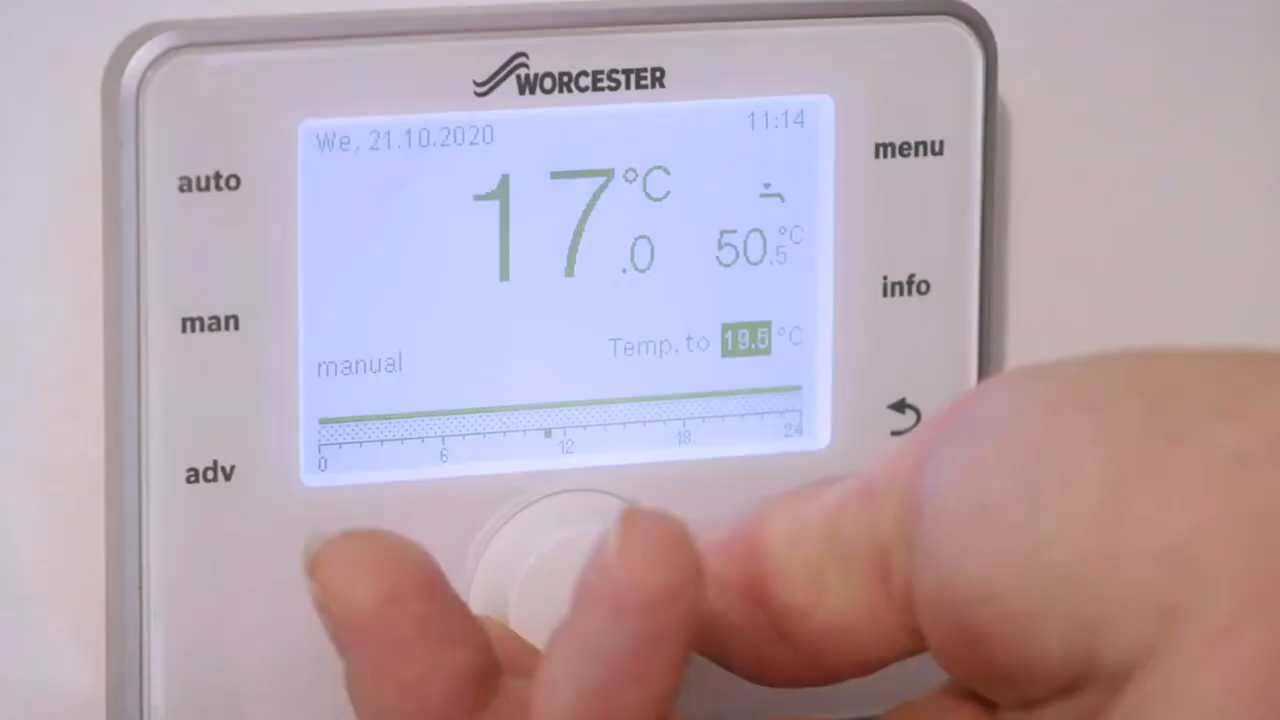 WORCESTER
We, 21.10.2020 11:14
auto
menu
17.0 °C
50.5 °C
info
man
manual
Temp. to 19.5 °C
adv
0 6 12 18 24